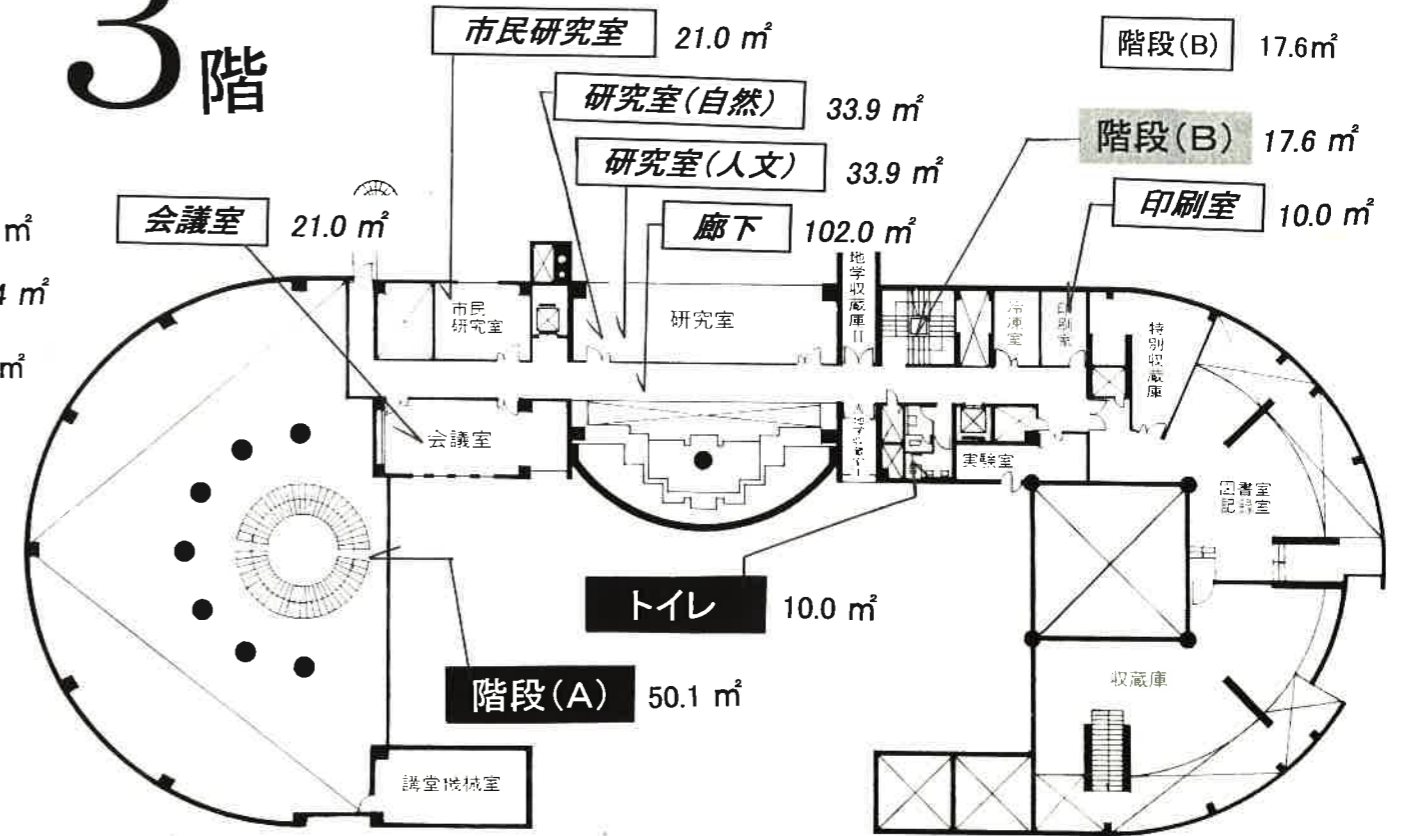 3階
市民研究室 21.0 ㎡
階段(B) 17.6㎡
研究室(自然) 33.9 ㎡
階段(B) 17.6 ㎡
研究室(人文) 33.9 ㎡
印刷室 10.0 ㎡
会議室 21.0 ㎡
廊下 102.0 ㎡
㎡
4 ㎡
㎡
地学収蔵庫II
市民
研究室
研究室
冷凍室
印刷室
特別収蔵庫
会議室
実験室
図書室
記録室
トイレ 10.0 ㎡
収蔵庫
階段(A) 50.1 ㎡
講堂機械室